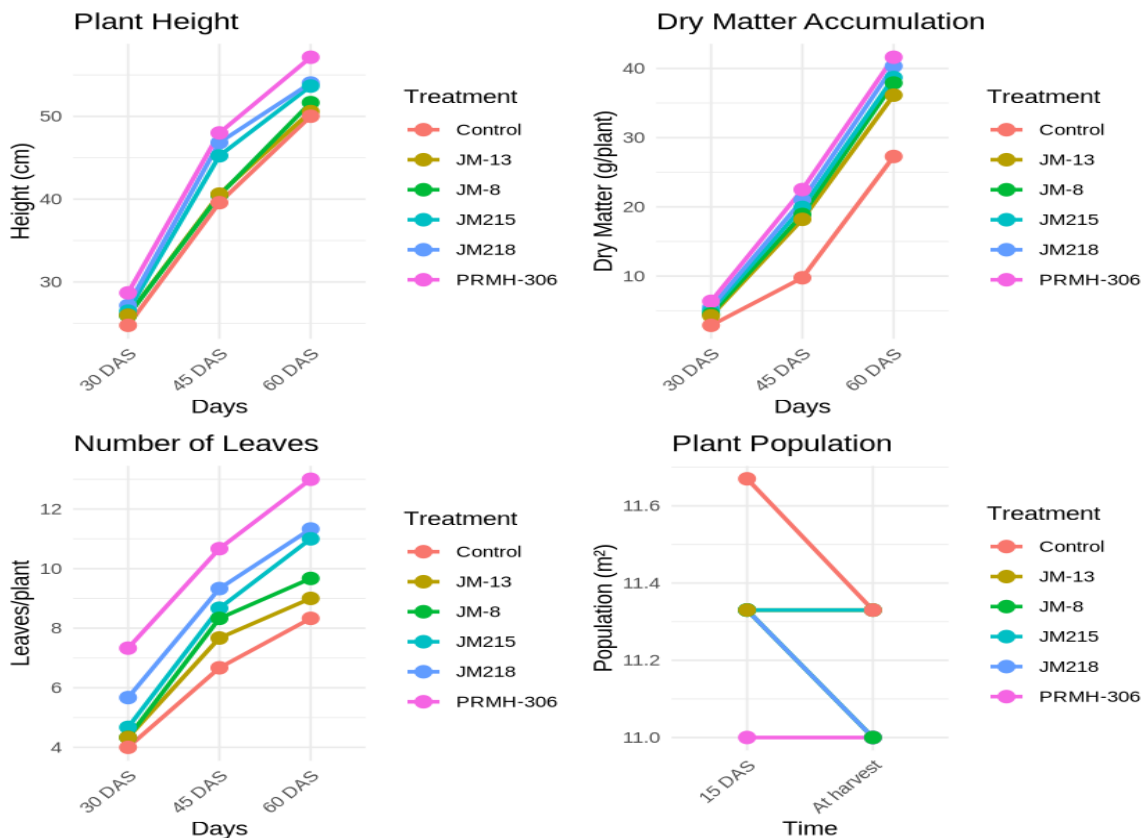 Plant Height
Height (cm)
50
40
30
30 DAS
45 DAS
60 DAS
Days
Treatment
Control
JM-13
JM-8
JM215
JM218
PRMH-306
Dry Matter Accumulation
Dry Matter (g/plant)
40
30
20
10
30 DAS
45 DAS
60 DAS
Days
Treatment
Control
JM-13
JM-8
JM215
JM218
PRMH-306
Number of Leaves
Leaves/plant
12
10
8
6
4
30 DAS
45 DAS
60 DAS
Days
Treatment
Control
JM-13
JM-8
JM215
JM218
PRMH-306
Plant Population
Population (m²)
11.6
11.4
11.2
11.0
15 DAS
At harvest
Time
Treatment
Control
JM-13
JM-8
JM215
JM218
PRMH-306